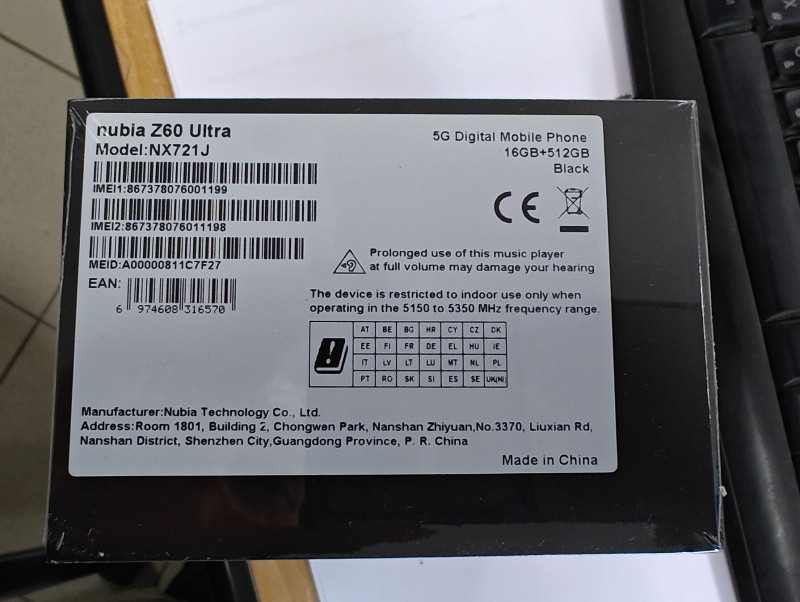 nubia Z60 Ultra
Model:NX721J
5G Digital Mobile Phone
16GB+512GB
Black
IMEI1:867378076001199
IMEI2:867378076011198
MEID:A00000811C7F27
CE
EAN:
6 974608 316570
Prolonged use of this music player
at full volume may damage your hearing
The device is restricted to indoor use only when
operating in the 5150 to 5350 MHz frequency range.
AT BE BG HR CY CZ DK
EE FI FR DE EL HU IE
IT LV LT LU MT NL PL
PT RO SK SI ES SE UK(NI)
Manufacturer:Nubia Technology Co., Ltd.
Address:Room 1801, Building 2, Chongwen Park, Nanshan Zhiyuan,No.3370, Liuxian Rd,
Nanshan District, Shenzhen City,Guangdong Province, P. R. China
Made in China